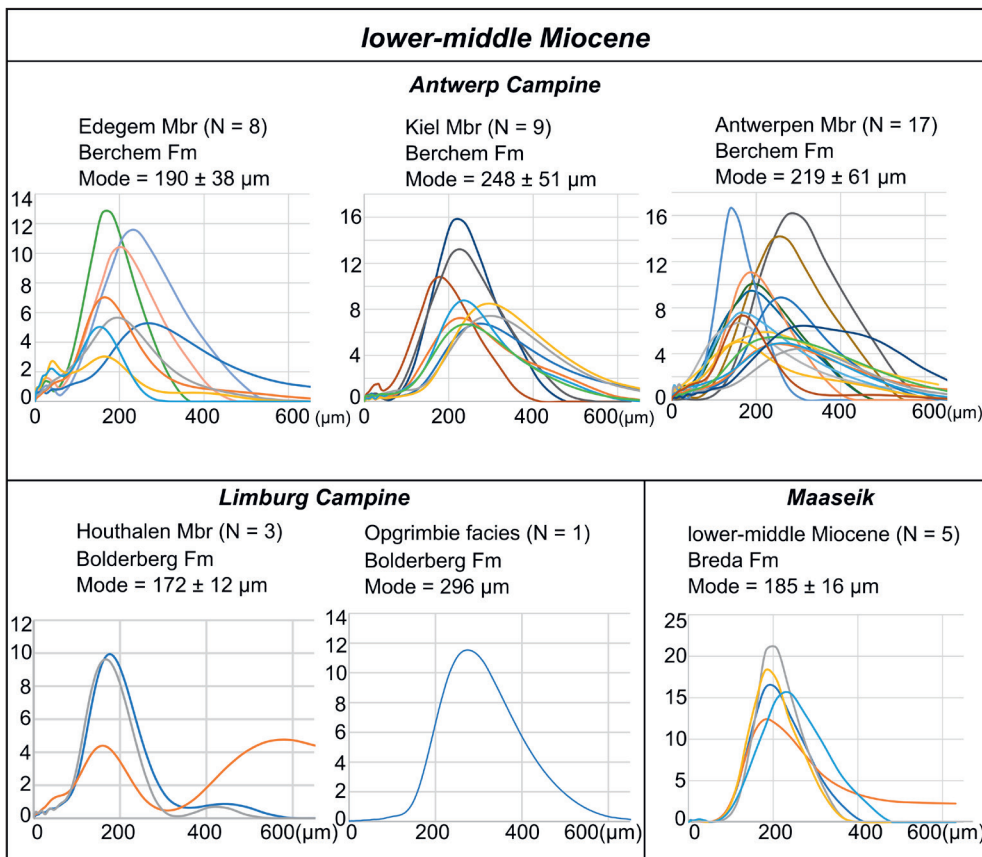 lower-middle Miocene
Antwerp Campine
Edegem Mbr (N = 8)
Berchem Fm
Mode = 190 ± 38 µm
14
12
10
8
6
4
2
0
0 200 400 600(µm)
Kiel Mbr (N = 9)
Berchem Fm
Mode = 248 ± 51 µm
16
12
8
4
0
0 200 400 600(µm)
Antwerpen Mbr (N = 17)
Berchem Fm
Mode = 219 ± 61 µm
16
12
8
4
0
0 200 400 600(µm)
Limburg Campine
Houthalen Mbr (N = 3)
Bolderberg Fm
Mode = 172 ± 12 µm
12
10
8
6
4
2
0
0 200 400 600(µm)
Opgrimbie facies (N = 1)
Bolderberg Fm
Mode = 296 µm
14
12
10
8
6
4
2
0
0 200 400 600(µm)
Maaseik
lower-middle Miocene (N = 5)
Breda Fm
Mode = 185 ± 16 µm
25
20
15
10
5
0
0 200 400 600(µm)